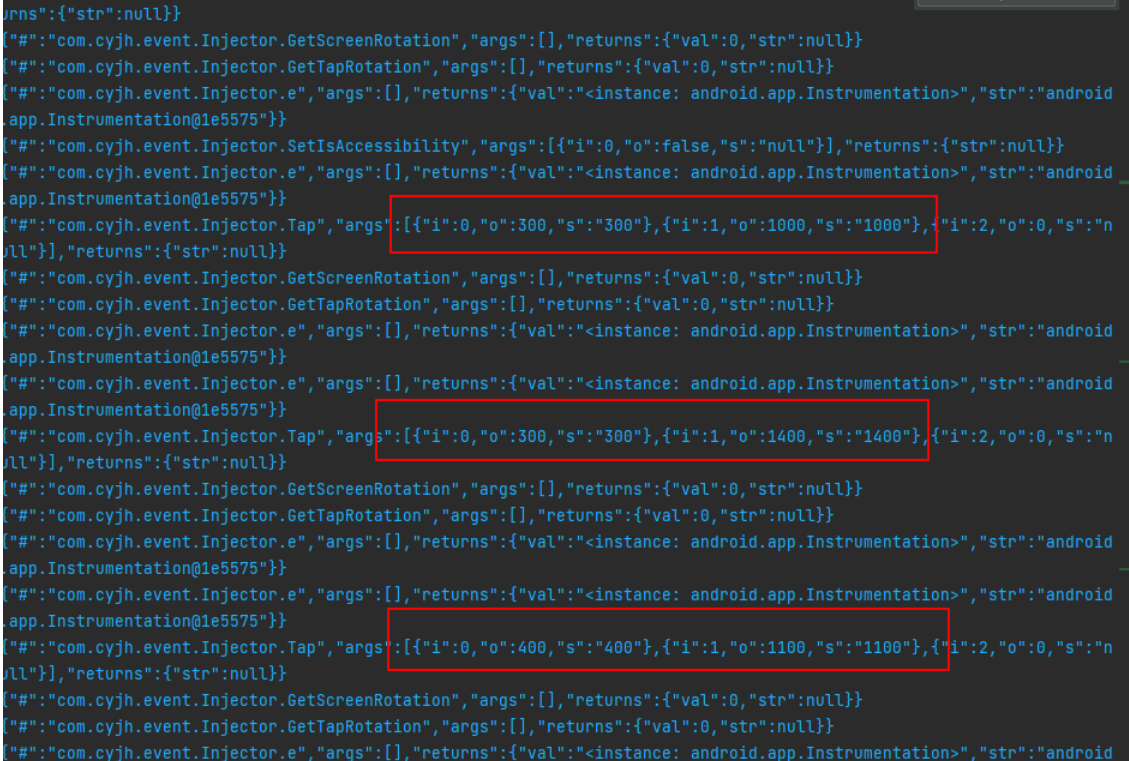 urns":{"str":null}}
{"#":"com.cyjh.event.Injector.GetScreenRotation","args":[],"returns":{"val":0,"str":null}}
{"#":"com.cyjh.event.Injector.GetTapRotation","args":[],"returns":{"val":0,"str":null}}
{"#":"com.cyjh.event.Injector.e","args":[],"returns":{"val":"<instance: android.app.Instrumentation>","str":"android
.app.Instrumentation@1e5575"}}
{"#":"com.cyjh.event.Injector.SetIsAccessibility","args":[{"i":0,"o":false,"s":"null"}],"returns":{"str":null}}
{"#":"com.cyjh.event.Injector.e","args":[],"returns":{"val":"<instance: android.app.Instrumentation>","str":"android
.app.Instrumentation@1e5575"}}
{"#":"com.cyjh.event.Injector.Tap","args":[{"i":0,"o":300,"s":"300"},{"i":1,"o":1000,"s":"1000"},{"i":2,"o":0,"s":"n
ull"}],"returns":{"str":null}}
{"#":"com.cyjh.event.Injector.GetScreenRotation","args":[],"returns":{"val":0,"str":null}}
{"#":"com.cyjh.event.Injector.GetTapRotation","args":[],"returns":{"val":0,"str":null}}
{"#":"com.cyjh.event.Injector.e","args":[],"returns":{"val":"<instance: android.app.Instrumentation>","str":"android
.app.Instrumentation@1e5575"}}
{"#":"com.cyjh.event.Injector.e","args":[],"returns":{"val":"<instance: android.app.Instrumentation>","str":"android
.app.Instrumentation@1e5575"}}
{"#":"com.cyjh.event.Injector.Tap","args":[{"i":0,"o":300,"s":"300"},{"i":1,"o":1400,"s":"1400"},{"i":2,"o":0,"s":"n
ull"}],"returns":{"str":null}}
{"#":"com.cyjh.event.Injector.GetScreenRotation","args":[],"returns":{"val":0,"str":null}}
{"#":"com.cyjh.event.Injector.GetTapRotation","args":[],"returns":{"val":0,"str":null}}
{"#":"com.cyjh.event.Injector.e","args":[],"returns":{"val":"<instance: android.app.Instrumentation>","str":"android
.app.Instrumentation@1e5575"}}
{"#":"com.cyjh.event.Injector.e","args":[],"returns":{"val":"<instance: android.app.Instrumentation>","str":"android
.app.Instrumentation@1e5575"}}
{"#":"com.cyjh.event.Injector.Tap","args":[{"i":0,"o":400,"s":"400"},{"i":1,"o":1100,"s":"1100"},{"i":2,"o":0,"s":"n
ull"}],"returns":{"str":null}}
{"#":"com.cyjh.event.Injector.GetScreenRotation","args":[],"returns":{"val":0,"str":null}}
{"#":"com.cyjh.event.Injector.GetTapRotation","args":[],"returns":{"val":0,"str":null}}
{"#":"com.cyjh.event.Injector.e","args":[],"returns":{"val":"<instance: android.app.Instrumentation>","str":"android